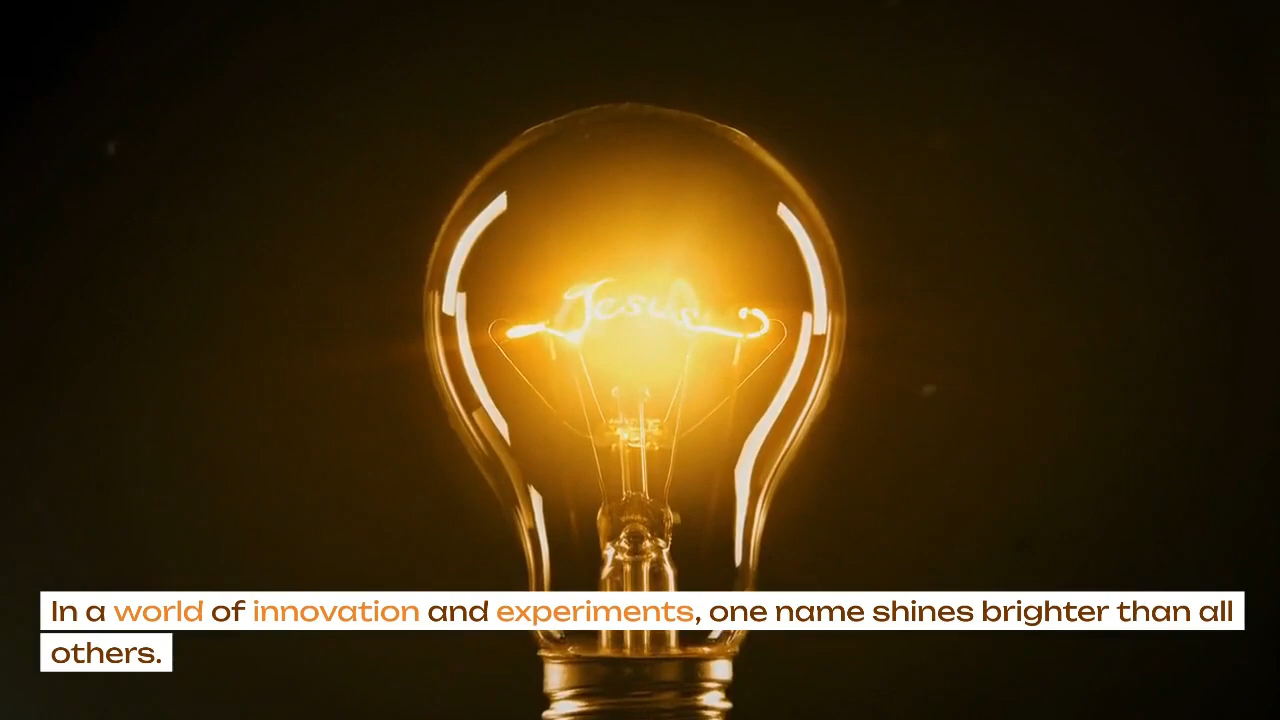 Jesus
In a world of innovation and experiments, one name shines brighter than all
others.